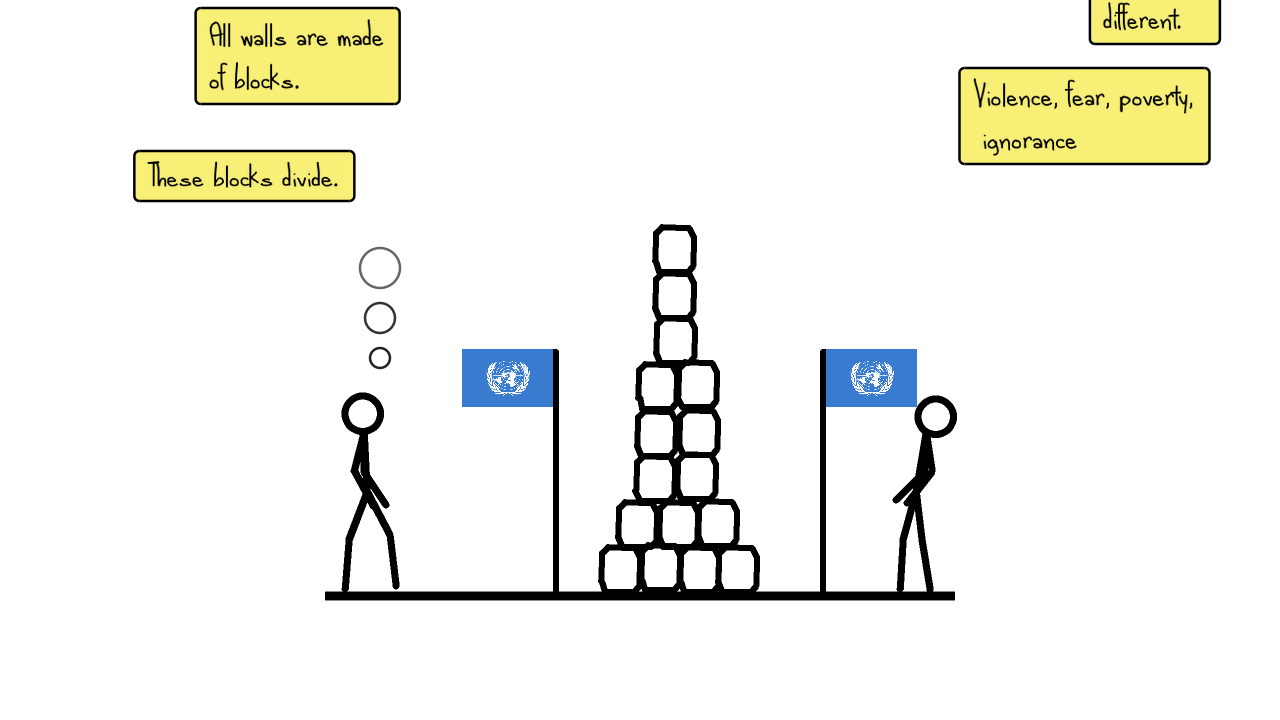 All walls are made
of blocks.
These blocks divide.
different.
Violence, fear, poverty,
ignorance